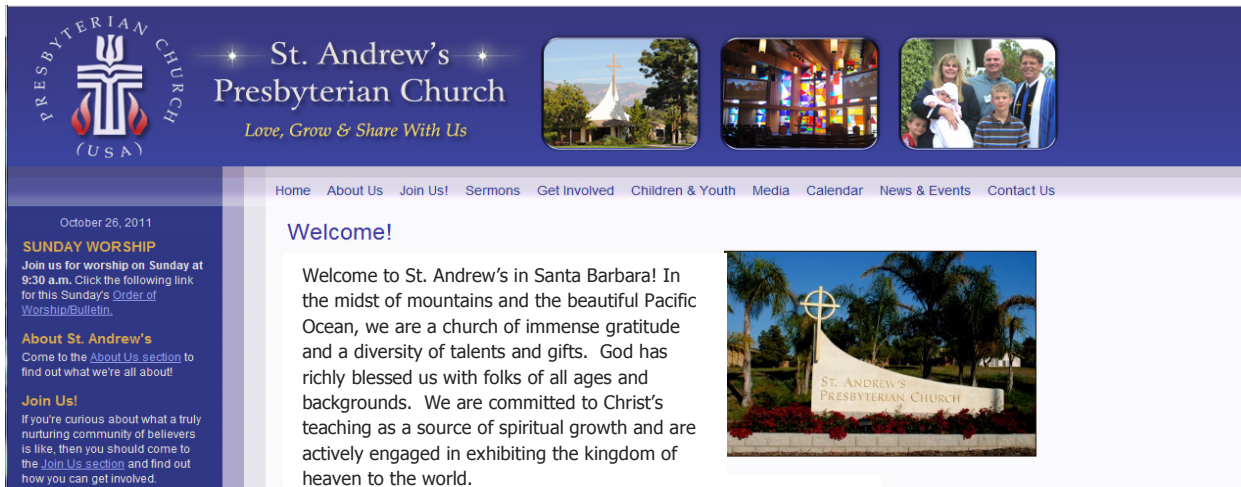 PRESBYTERIAN CHURCH
(USA)
St. Andrew's
Presbyterian Church
Love, Grow & Share With Us
Home About Us Join Us! Sermons Get Involved Children & Youth Media Calendar News & Events Contact Us
October 26, 2011
SUNDAY WORSHIP
Join us for worship on Sunday at
9:30 a.m. Click the following link
for this Sunday's Order of
Worship/Bulletin.
About St. Andrew's
Come to the About Us section to
find out what we're all about!
Join Us!
If you're curious about what a truly
nurturing community of believers
is like, then you should come to
the Join Us section and find out
how you can get involved.
Welcome!
Welcome to St. Andrew’s in Santa Barbara! In
the midst of mountains and the beautiful Pacific
Ocean, we are a church of immense gratitude
and a diversity of talents and gifts.  God has
richly blessed us with folks of all ages and
backgrounds.  We are committed to Christ’s
teaching as a source of spiritual growth and are
actively engaged in exhibiting the kingdom of
heaven to the world.
ST. ANDREW'S
PRESBYTERIAN CHURCH